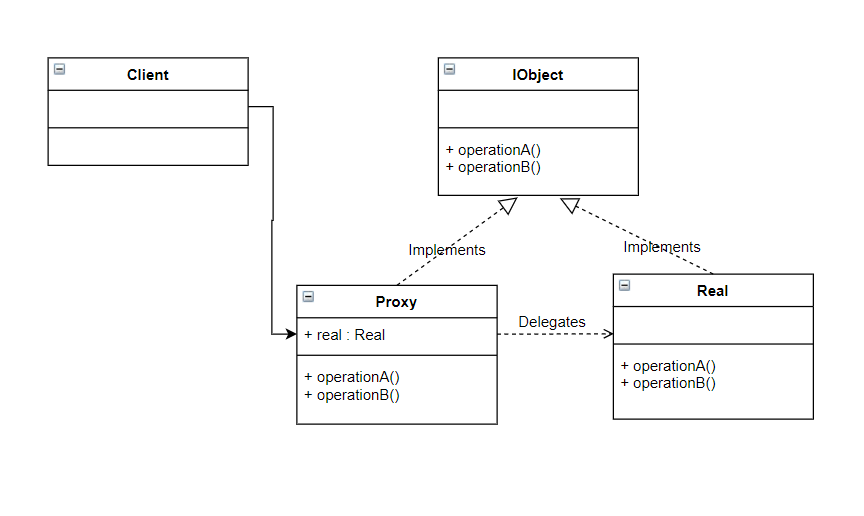 Client
IObject
+ operationA()
+ operationB()
Implements
Implements
Proxy
+ real : Real
+ operationA()
+ operationB()
Delegates
Real
+ operationA()
+ operationB()